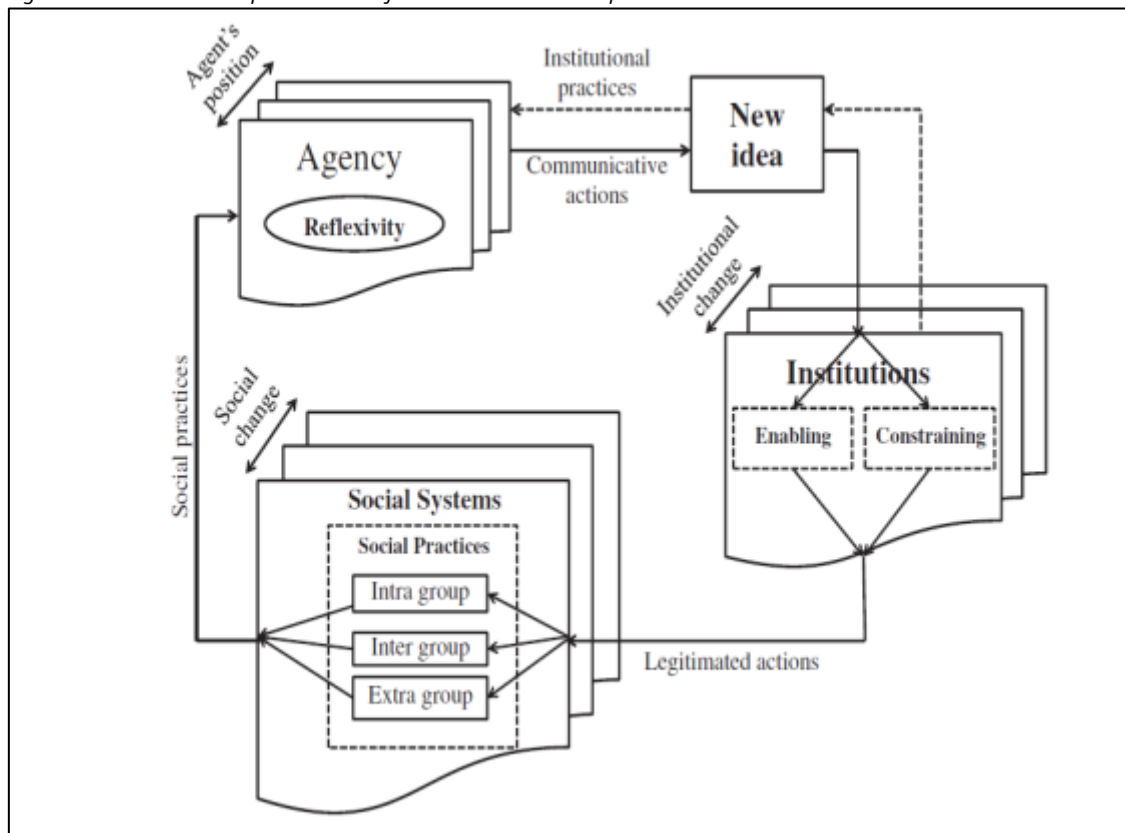 Agent's
position
Institutional
practices
New
idea
Agency
Communicative
actions
Reflexivity
Institutional
change
Social practices
Social
change
Institutions
Enabling
Constraining
Social Systems
Social Practices
Intra group
Inter group
Extra group
Legitimated actions